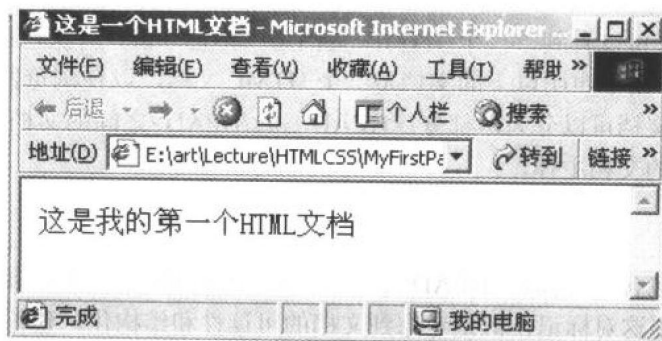 这是一个HTML文档 - Microsoft Internet Explorer ...
文件(F) 编辑(E) 查看(V) 收藏(A) 工具(T) 帮助 »
后退 个人栏 搜索 »
地址(D) E:\art\Lecture\HTMLCSS\MyFirstPa 转到 链接 »
这是我的第一个HTML文档
完成 我的电脑